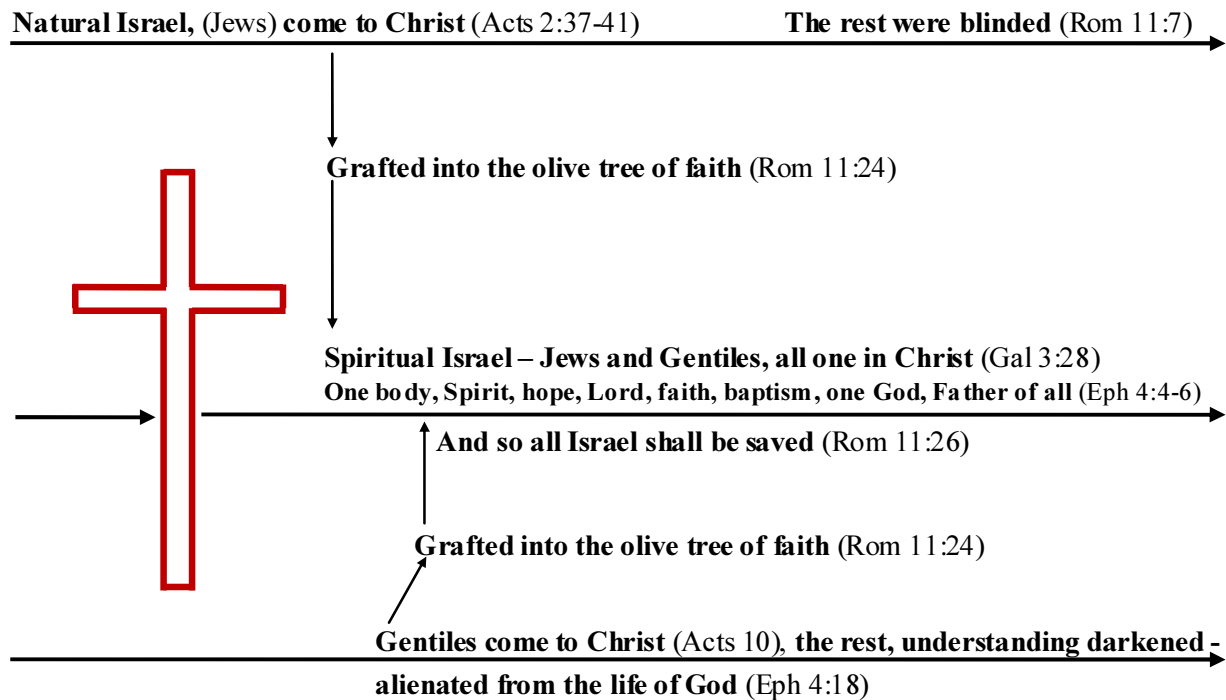 Natural Israel, (Jews) come to Christ (Acts 2:37-41) The rest were blinded (Rom 11:7)
Grafted into the olive tree of faith (Rom 11:24)
Spiritual Israel – Jews and Gentiles, all one in Christ (Gal 3:28)
One body, Spirit, hope, Lord, faith, baptism, one God, Father of all (Eph 4:4-6)
And so all Israel shall be saved (Rom 11:26)
Grafted into the olive tree of faith (Rom 11:24)
Gentiles come to Christ (Acts 10), the rest, understanding darkened -
alienated from the life of God (Eph 4:18)